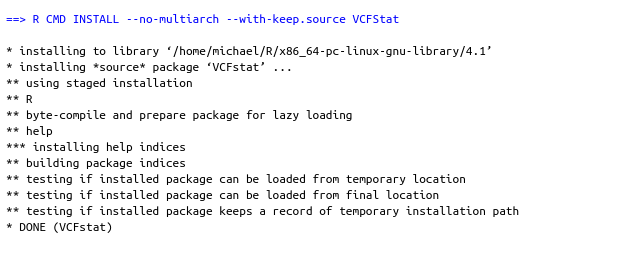 ==> R CMD INSTALL --no-multiarch --with-keep.source VCFStat
* installing to library ‘/home/michael/R/x86_64-pc-linux-gnu-library/4.1’
* installing *source* package ‘VCFstat’ ...
** using staged installation
** R
** byte-compile and prepare package for lazy loading
** help
*** installing help indices
** building package indices
** testing if installed package can be loaded from temporary location
** testing if installed package can be loaded from final location
** testing if installed package keeps a record of temporary installation path
* DONE (VCFstat)